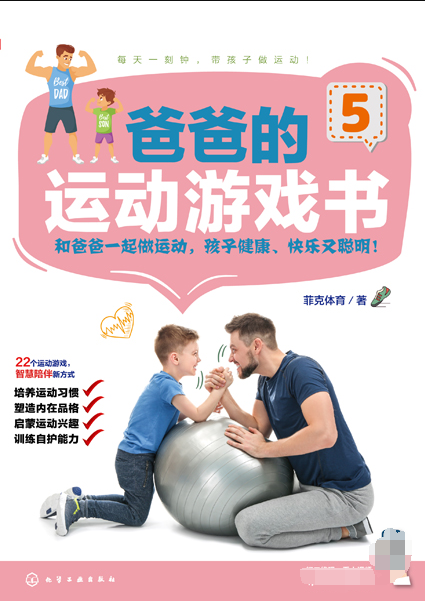 每天一刻钟，带孩子做运动！
Best
DAD
Best
SON
5
爸爸的
运动游戏书
和爸爸一起做运动，孩子健康、快乐又聪明！
菲克体育 / 著
22个运动游戏，
智慧陪伴新方式
培养运动习惯
塑造内在品格
启蒙运动兴趣
训练自护能力
化学工业出版社